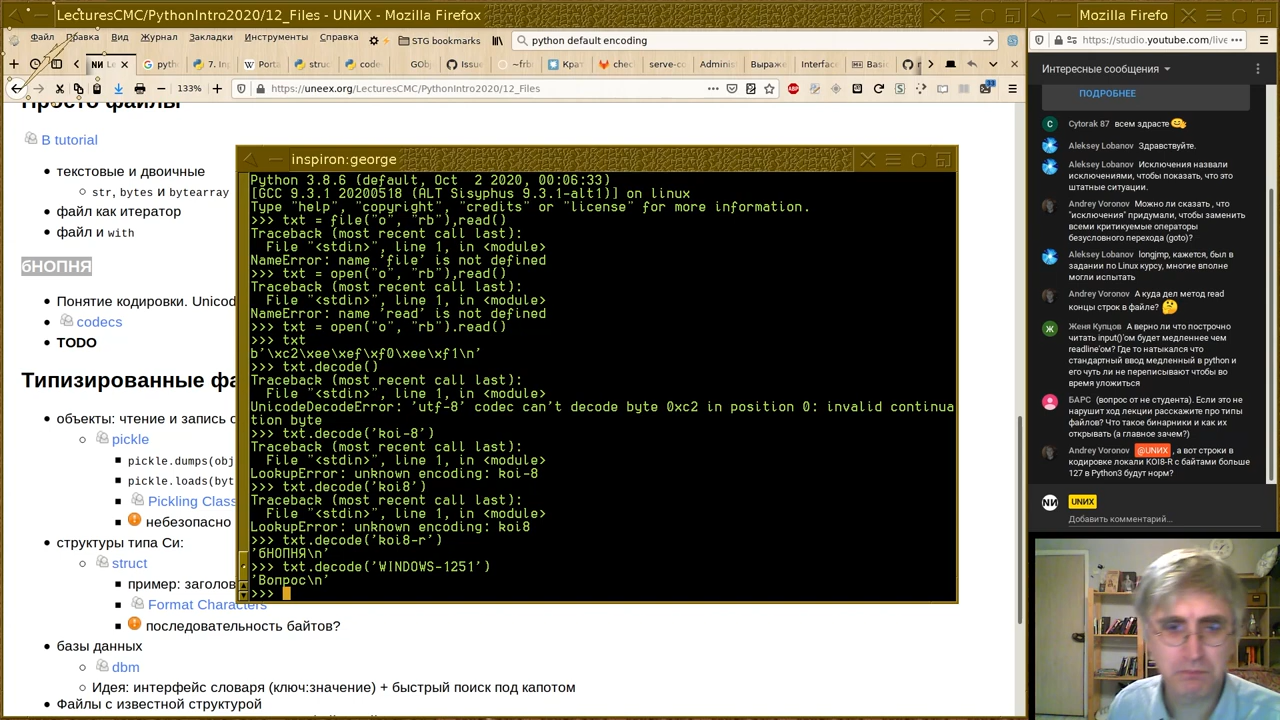 LecturesCMC/PythonIntro2020/12_Files - UNИX - Mozilla Firefox
Файл Правка Вид Журнал Закладки Инструменты Справка
STG bookmarks
python default encoding
133%
https://uneex.org/LecturesCMC/PythonIntro2020/12_Files
Просто файлы
В tutorial
текстовые и двоичные
str, bytes и bytearray
файл как итератор
файл и with
бНОПНЯ
Понятие кодировки. Unicod
codecs
TODO
Типизированные фа
объекты: чтение и запись о
pickle
pickle.dumps(obj
pickle.loads(byt
Pickling Class
небезопасно
структуры типа Си:
struct
пример: заголов
Format Characters
последовательность байтов?
базы данных
dbm
Идея: интерфейс словаря (ключ:значение) + быстрый поиск под капотом
Файлы с известной структурой
inspiron:george
Python 3.8.6 (default, Oct  2 2020, 00:06:33)
[GCC 9.3.1 20200518 (ALT Sisyphus 9.3.1-alt1)] on linux
Type "help", "copyright", "credits" or "license" for more information.
>>> txt = file("o", "rb"),read()
Traceback (most recent call last):
  File "<stdin>", line 1, in <module>
NameError: name 'file' is not defined
>>> txt = open("o", "rb"),read()
Traceback (most recent call last):
  File "<stdin>", line 1, in <module>
NameError: name 'read' is not defined
>>> txt = open("o", "rb").read()
>>> txt
b'\xc2\xee\xef\xf0\xee\xf1\n'
>>> txt.decode()
Traceback (most recent call last):
  File "<stdin>", line 1, in <module>
UnicodeDecodeError: 'utf-8' codec can't decode byte 0xc2 in position 0: invalid continua
tion byte
>>> txt.decode('koi-8')
Traceback (most recent call last):
  File "<stdin>", line 1, in <module>
LookupError: unknown encoding: koi-8
>>> txt.decode('koi8')
Traceback (most recent call last):
  File "<stdin>", line 1, in <module>
LookupError: unknown encoding: koi8
>>> txt.decode('koi8-r')
'бНОПНЯ\n'
>>> txt.decode('WINDOWS-1251')
'Вопрос\n'
>>>
Mozilla Firefo
https://studio.youtube.com/live
Интересные сообщения
ПОДРОБНЕЕ
Cytorak 87 всем здрасте
Aleksey Lobanov Здравствуйте.
Aleksey Lobanov Исключения назвали
исключениями, чтобы показать, что это
штатные ситуации.
Andrey Voronov Можно ли сказать , что
"исключения" придумали, чтобы заменить
всеми критикуемые операторы
безусловного перехода (goto)?
Aleksey Lobanov longjmp, кажется, был в
задании по Linux курсу, многие вполне
могли испытать
Andrey Voronov А куда дел метод read
концы строк в файле?
Женя Купцов А верно ли что построчно
читать input()'ом будет медленнее чем
readline'ом? Где то натыкался что
стандартный ввод медленный в python и
его чуть ли не переписывают чтобы во
время уложиться
БАРС (вопрос от не студента). Если это не
нарушит ход лекции расскажите про типы
файлов? Что такое бинарники и как их
открывать (а главное зачем?)
Andrey Voronov @UNИX , а вот строки в
кодировке локали KOI8-R с байтами больше
127 в Python3 будут норм?
UNИX
Добавить комментарий...